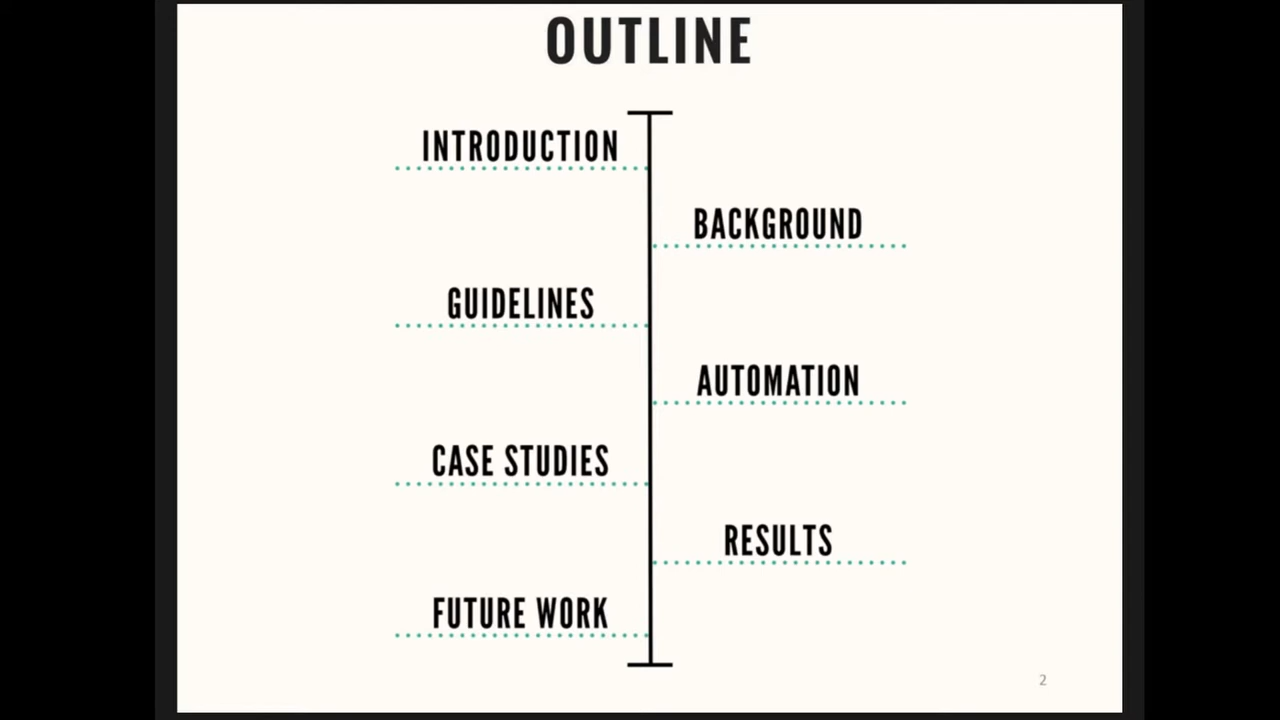 OUTLINE
INTRODUCTION
BACKGROUND
GUIDELINES
AUTOMATION
CASE STUDIES
RESULTS
FUTURE WORK
2